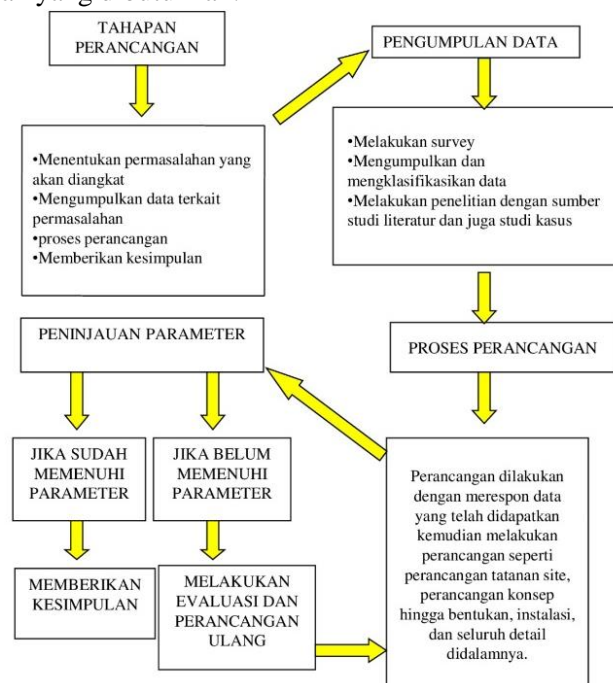 TAHAPAN
PERANCANGAN
•Menentukan permasalahan yang
akan diangkat
•Mengumpulkan data terkait
permasalahan
•proses perancangan
•Memberikan kesimpulan
PENGUMPULAN DATA
•Melakukan survey
•Mengumpulkan dan
mengklasifikasikan data
•Melakukan penelitian dengan sumber
studi literatur dan juga studi kasus
PROSES PERANCANGAN
Perancangan dilakukan
dengan merespon data
yang telah didapatkan
kemudian melakukan
perancangan seperti
perancangan tatanan site,
perancangan konsep
hingga bentukan, instalasi,
dan seluruh detail
didalamnya.
PENINJAUAN PARAMETER
JIKA SUDAH
MEMENUHI
PARAMETER
MEMBERIKAN
KESIMPULAN
JIKA BELUM
MEMENUHI
PARAMETER
MELAKUKAN
EVALUASI DAN
PERANCANGAN
ULANG